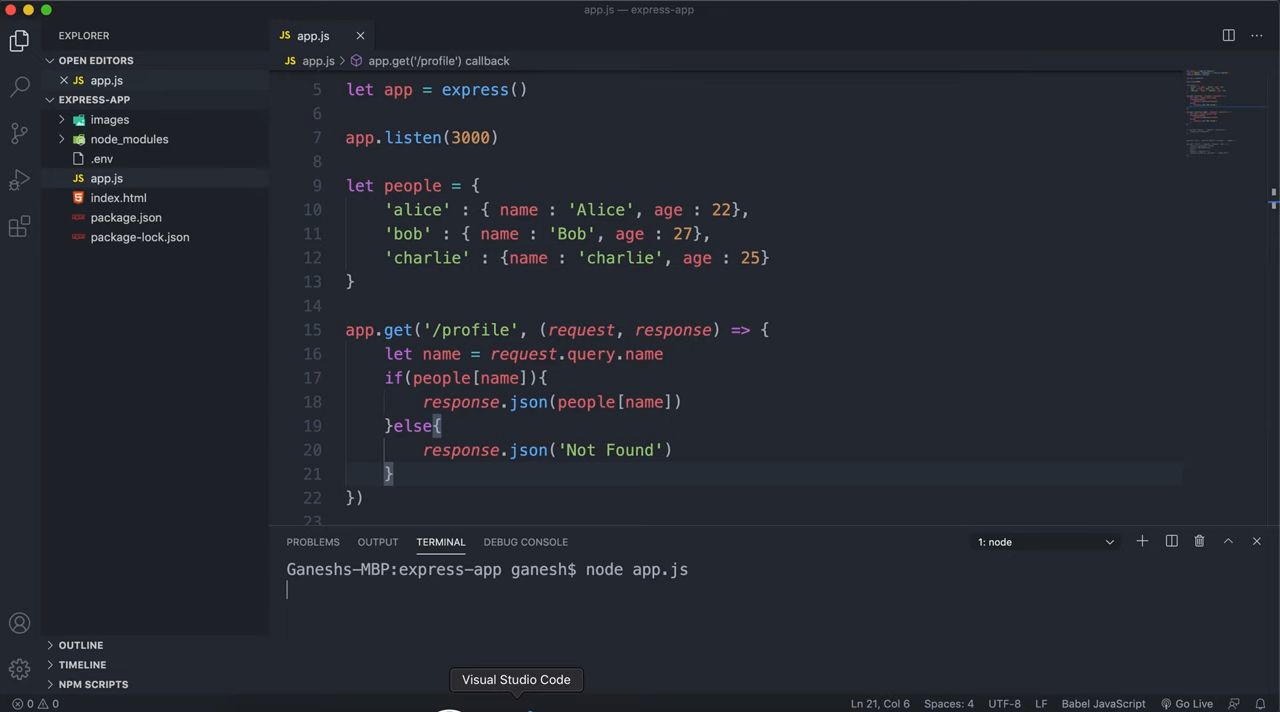 app.js — express-app
EXPLORER
JS app.js
OPEN EDITORS
JS app.js > app.get('/profile') callback
JS app.js
EXPRESS-APP
images
node_modules
.env
JS app.js
index.html
package.json
package-lock.json
5 let app = express()
6
7 app.listen(3000)
8
9 let people = {
10 'alice' : { name : 'Alice', age : 22},
11 'bob' : { name : 'Bob', age : 27},
12 'charlie' : {name : 'charlie', age : 25}
13 }
14
15 app.get('/profile', (request, response) => {
16 let name = request.query.name
17 if(people[name]){
18 response.json(people[name])
19 }else{
20 response.json('Not Found')
21 }
22 })
23
PROBLEMS OUTPUT TERMINAL DEBUG CONSOLE 1: node
Ganeshs-MBP:express-app ganesh$ node app.js
OUTLINE
TIMELINE
NPM SCRIPTS
Visual Studio Code
0 0 Ln 21, Col 6 Spaces: 4 UTF-8 LF Babel JavaScript Go Live